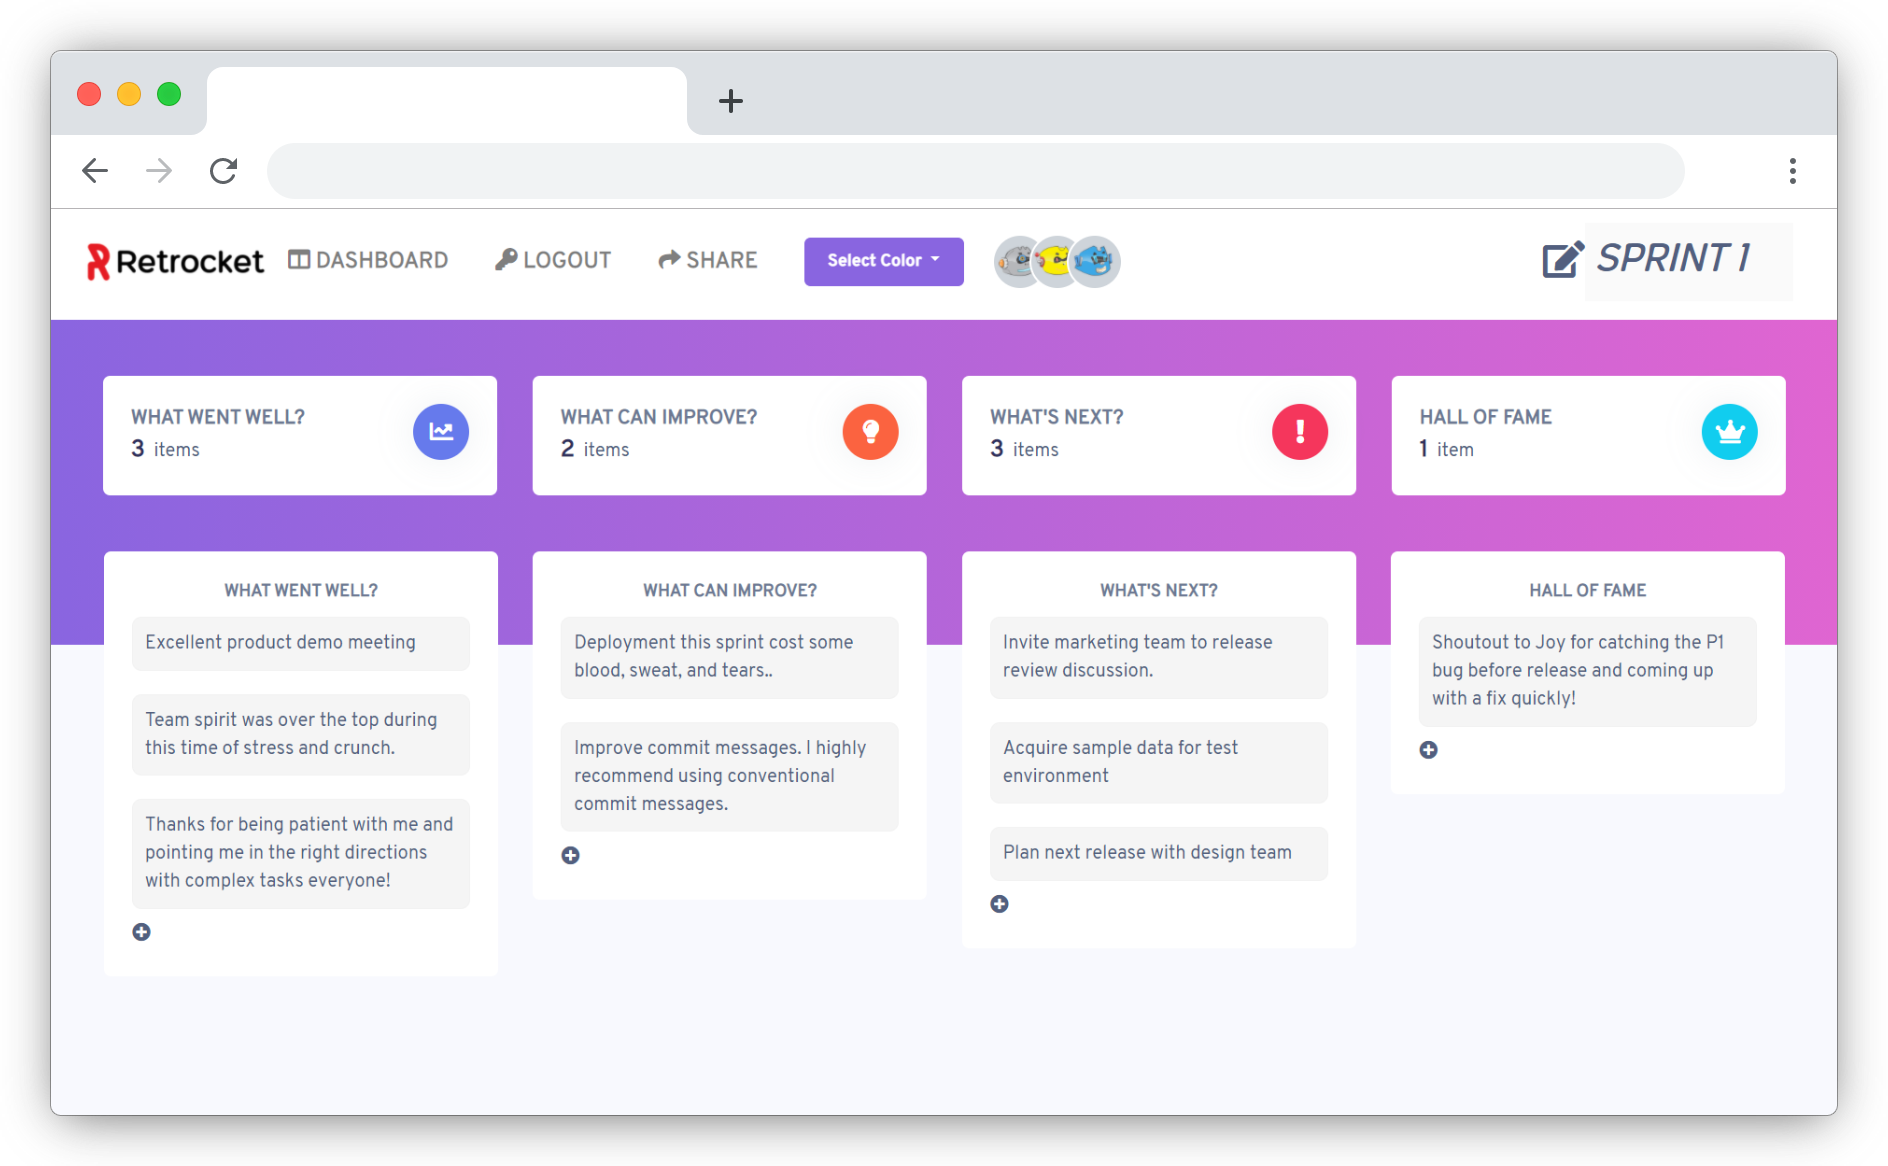 Retrocket DASHBOARD LOGOUT SHARE Select Color SPRINT 1
WHAT WENT WELL?
3 items
WHAT CAN IMPROVE?
2 items
WHAT'S NEXT?
3 items
HALL OF FAME
1 item
WHAT WENT WELL?
Excellent product demo meeting
Team spirit was over the top during
this time of stress and crunch.
Thanks for being patient with me and
pointing me in the right directions
with complex tasks everyone!
WHAT CAN IMPROVE?
Deployment this sprint cost some
blood, sweat, and tears..
Improve commit messages. I highly
recommend using conventional
commit messages.
WHAT'S NEXT?
Invite marketing team to release
review discussion.
Acquire sample data for test
environment
Plan next release with design team
HALL OF FAME
Shoutout to Joy for catching the P1
bug before release and coming up
with a fix quickly!